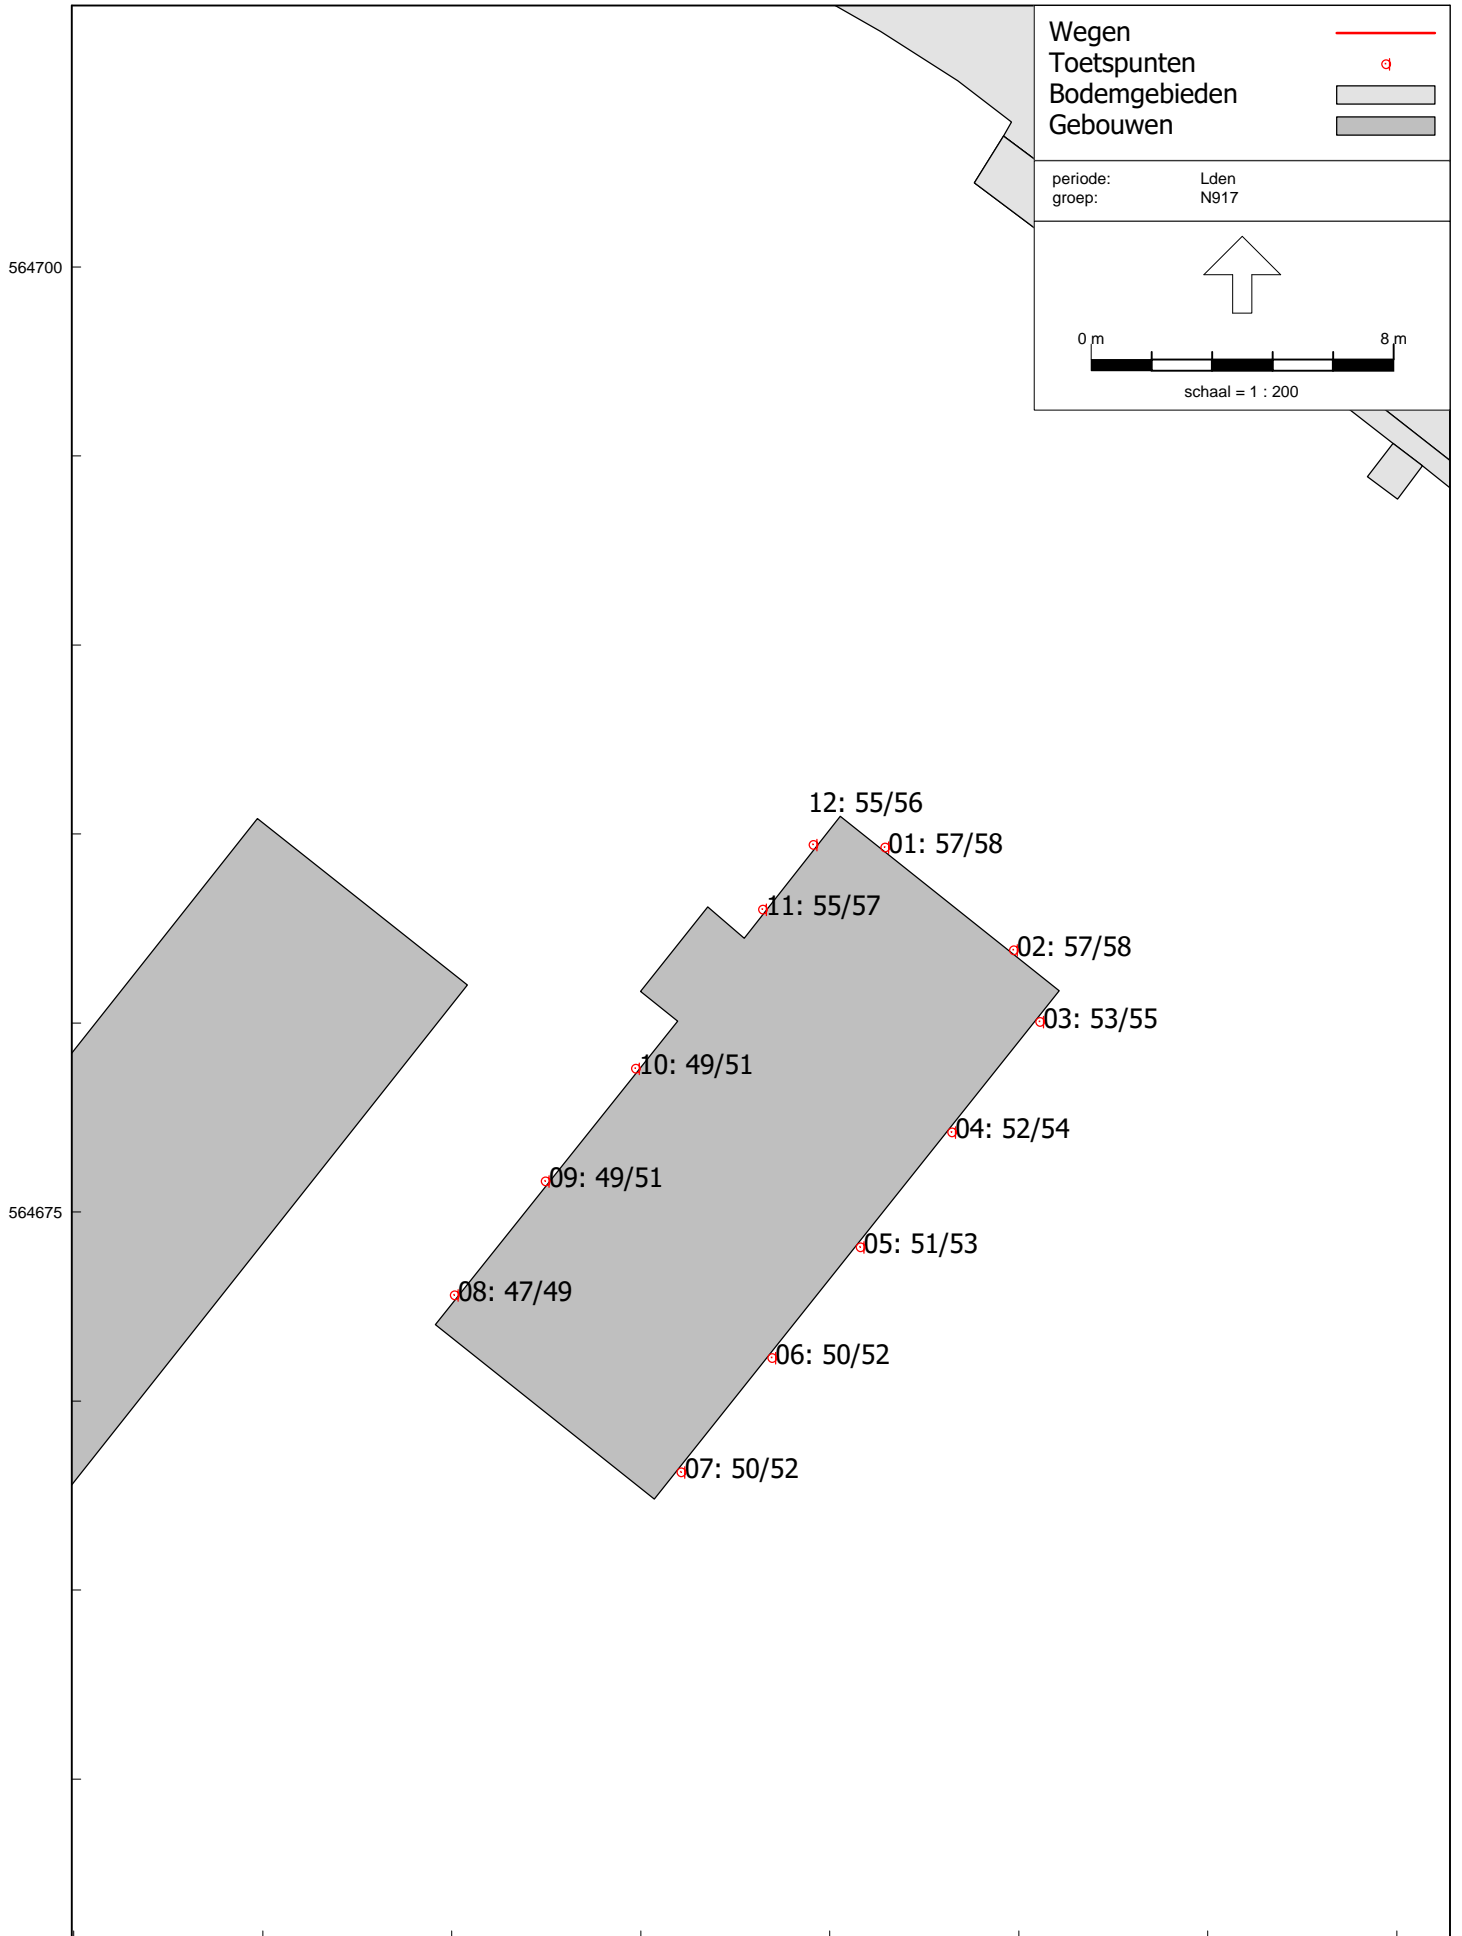 Wegen
Toetspunten
Bodemgebieden
Gebouwen
periode: Lden
groep: N917
0 m 8 m
schaal = 1 : 200
564700
12: 55/56
01: 57/58
11: 55/57
02: 57/58
03: 53/55
10: 49/51
04: 52/54
09: 49/51
564675
05: 51/53
08: 47/49
06: 50/52
07: 50/52